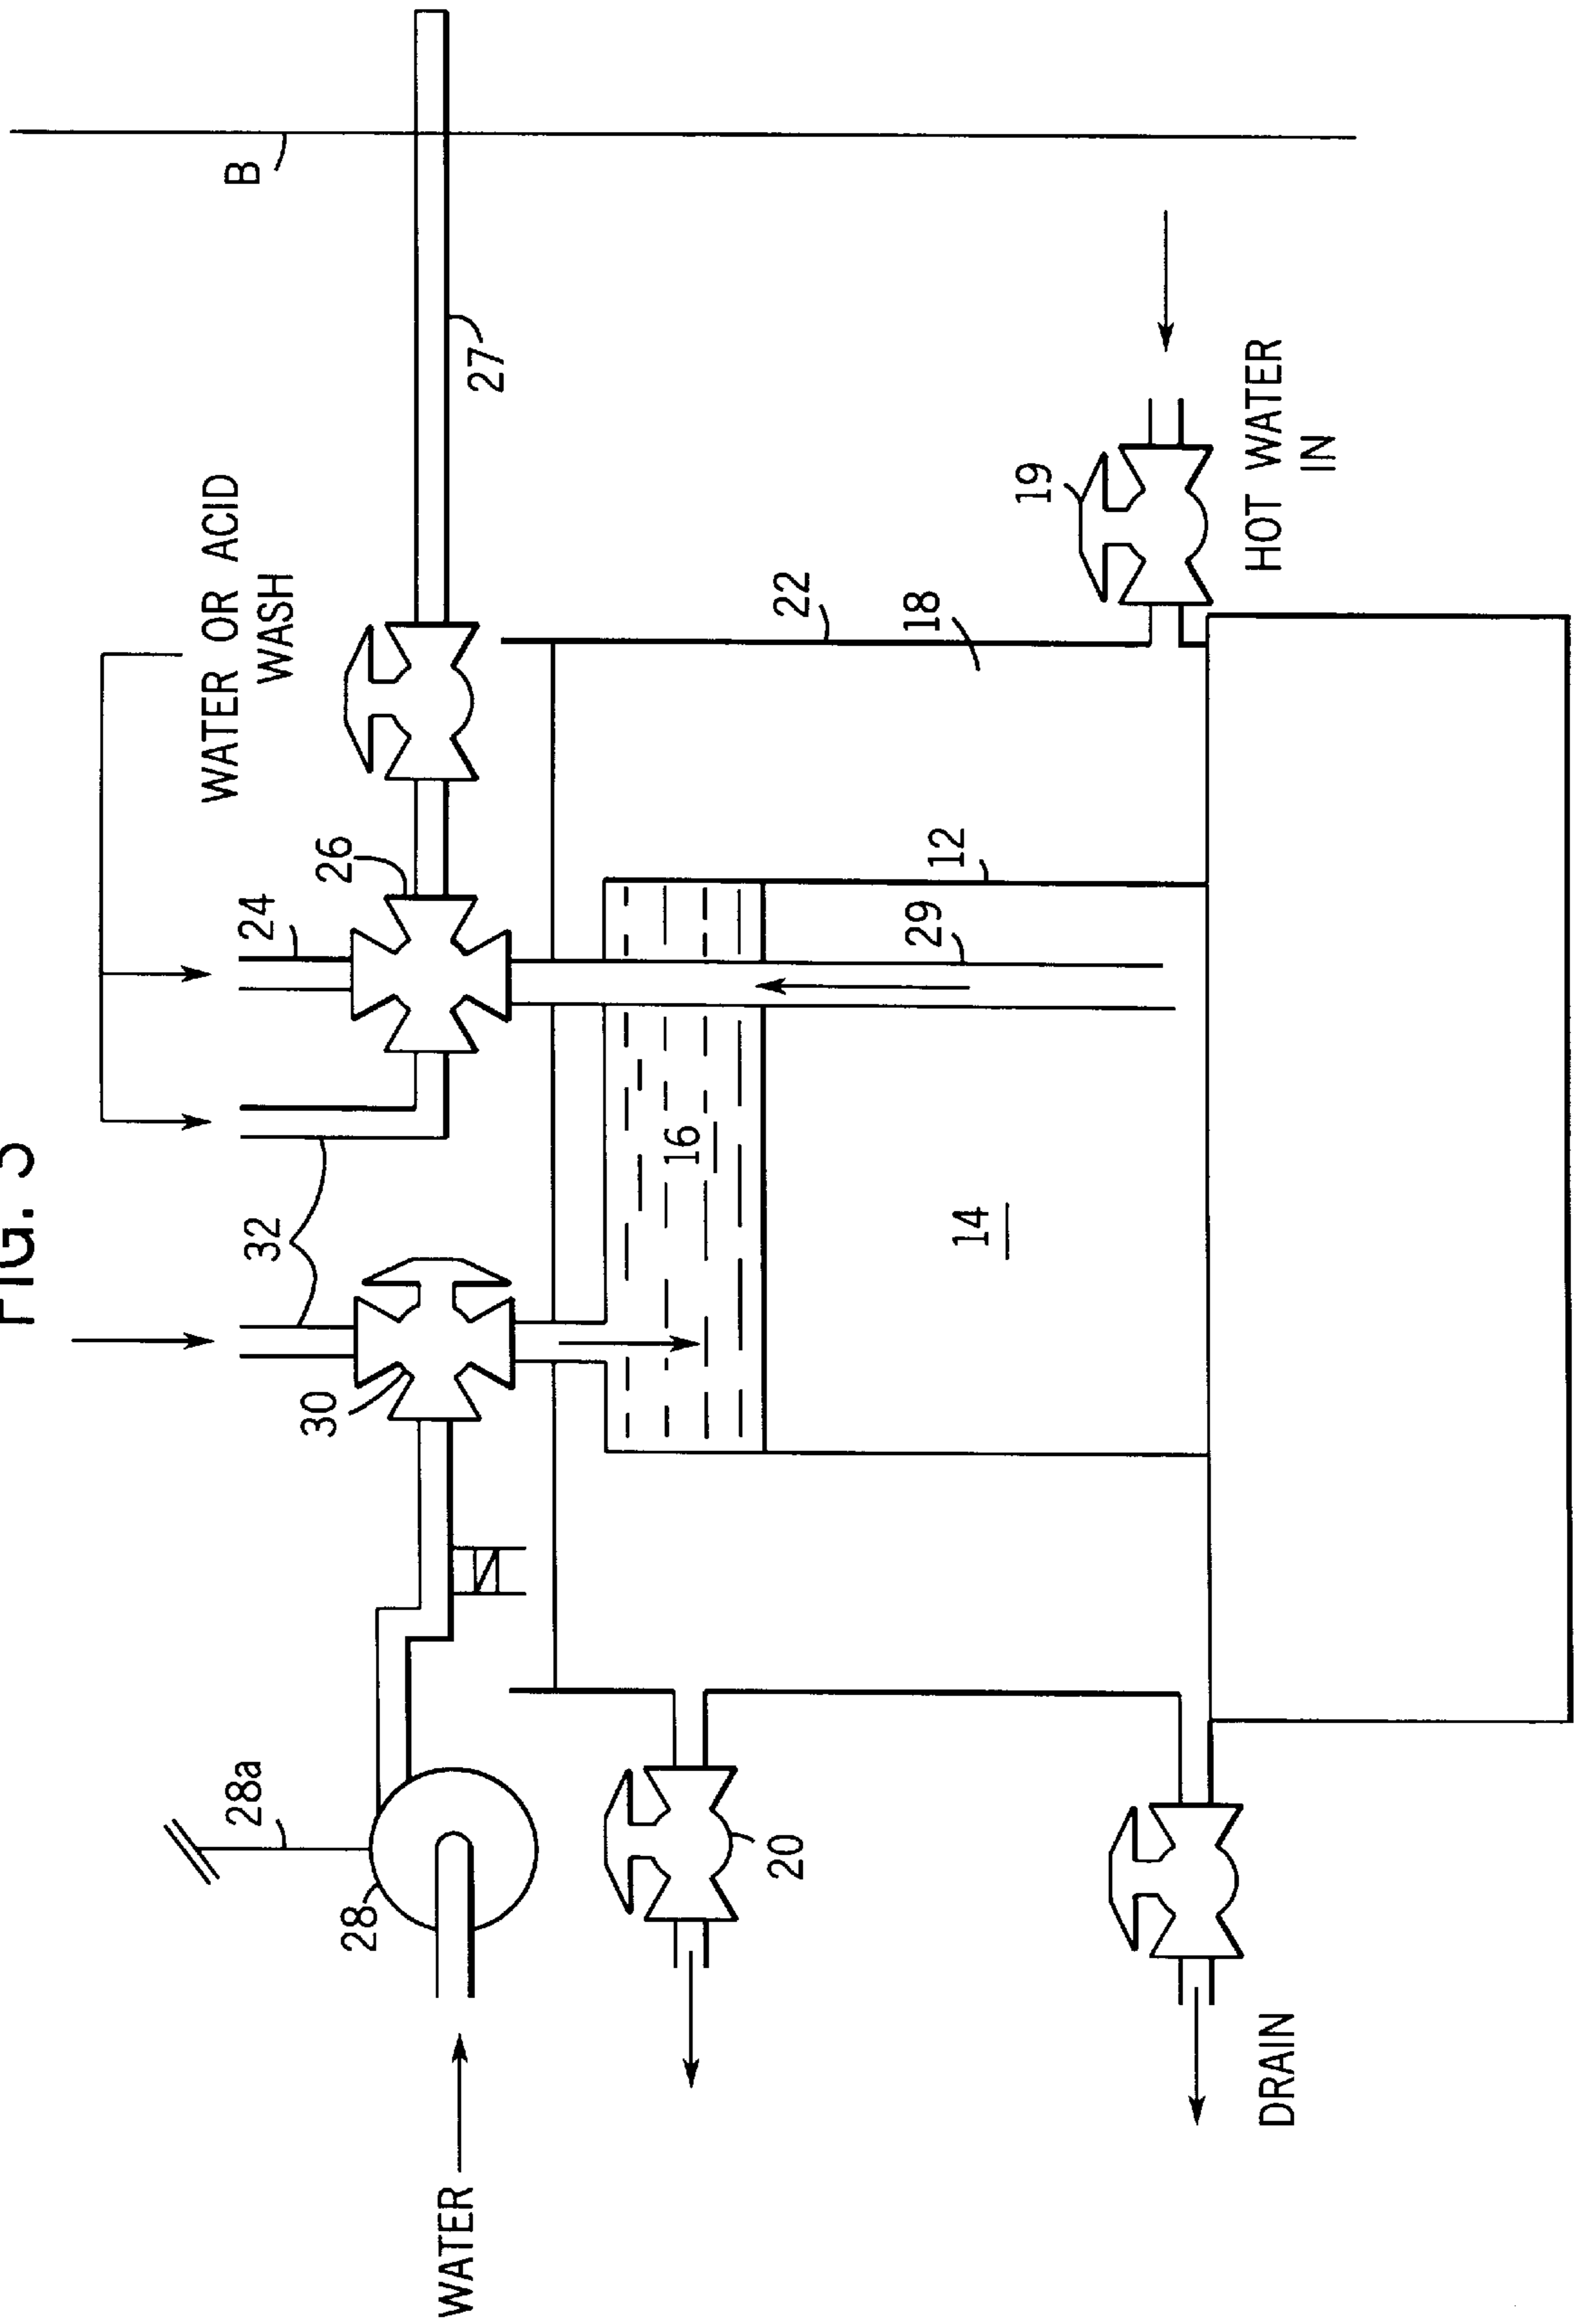 FIG.
WATER OR ACID
WASH
28a
32
24
B
30
26
28
WATER
27
16
20
22
18
29
12
14
19
HOT WATER
IN
DRAIN